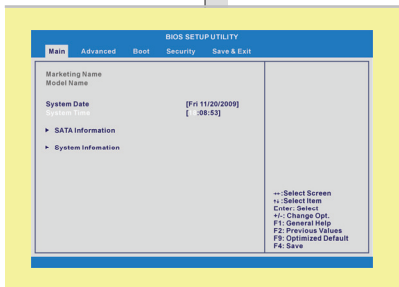 BIOS SETUP UTILITY
Main Advanced Boot Security Save & Exit
Marketing Name
Model Name
System Date [Fri 11/20/2009]
System Time [ :08:53]
► SATA Information
► System Infomation
↔ :Select Screen
↑↓ :Select Item
Enter: Select
+/-: Change Opt.
F1: General Help
F2: Previous Values
F9: Optimized Default
F4: Save